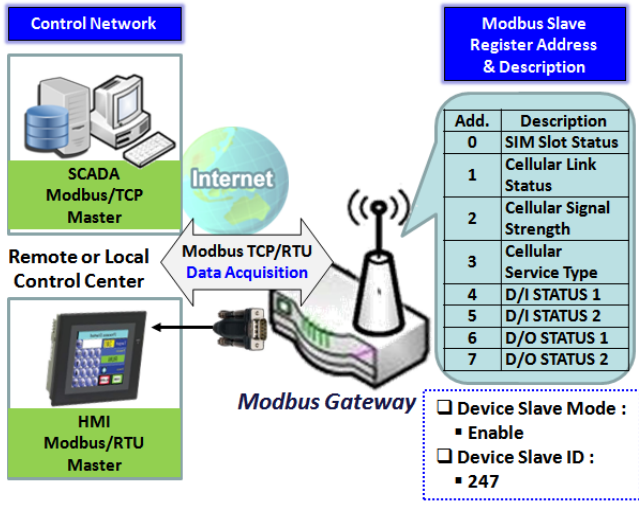 Control Network
SCADA
Modbus/TCP
Master
Remote or Local
Control Center
HMI
Modbus/RTU
Master
Internet
Modbus TCP/RTU
Data Acquisition
Modbus Gateway
Modbus Slave
Register Address
& Description
Add. Description
0 SIM Slot Status
1 Cellular Link
Status
2 Cellular Signal
Strength
3 Cellular
Service Type
4 D/I STATUS 1
5 D/I STATUS 2
6 D/O STATUS 1
7 D/O STATUS 2
❑ Device Slave Mode :
▪ Enable
❑ Device Slave ID :
▪ 247